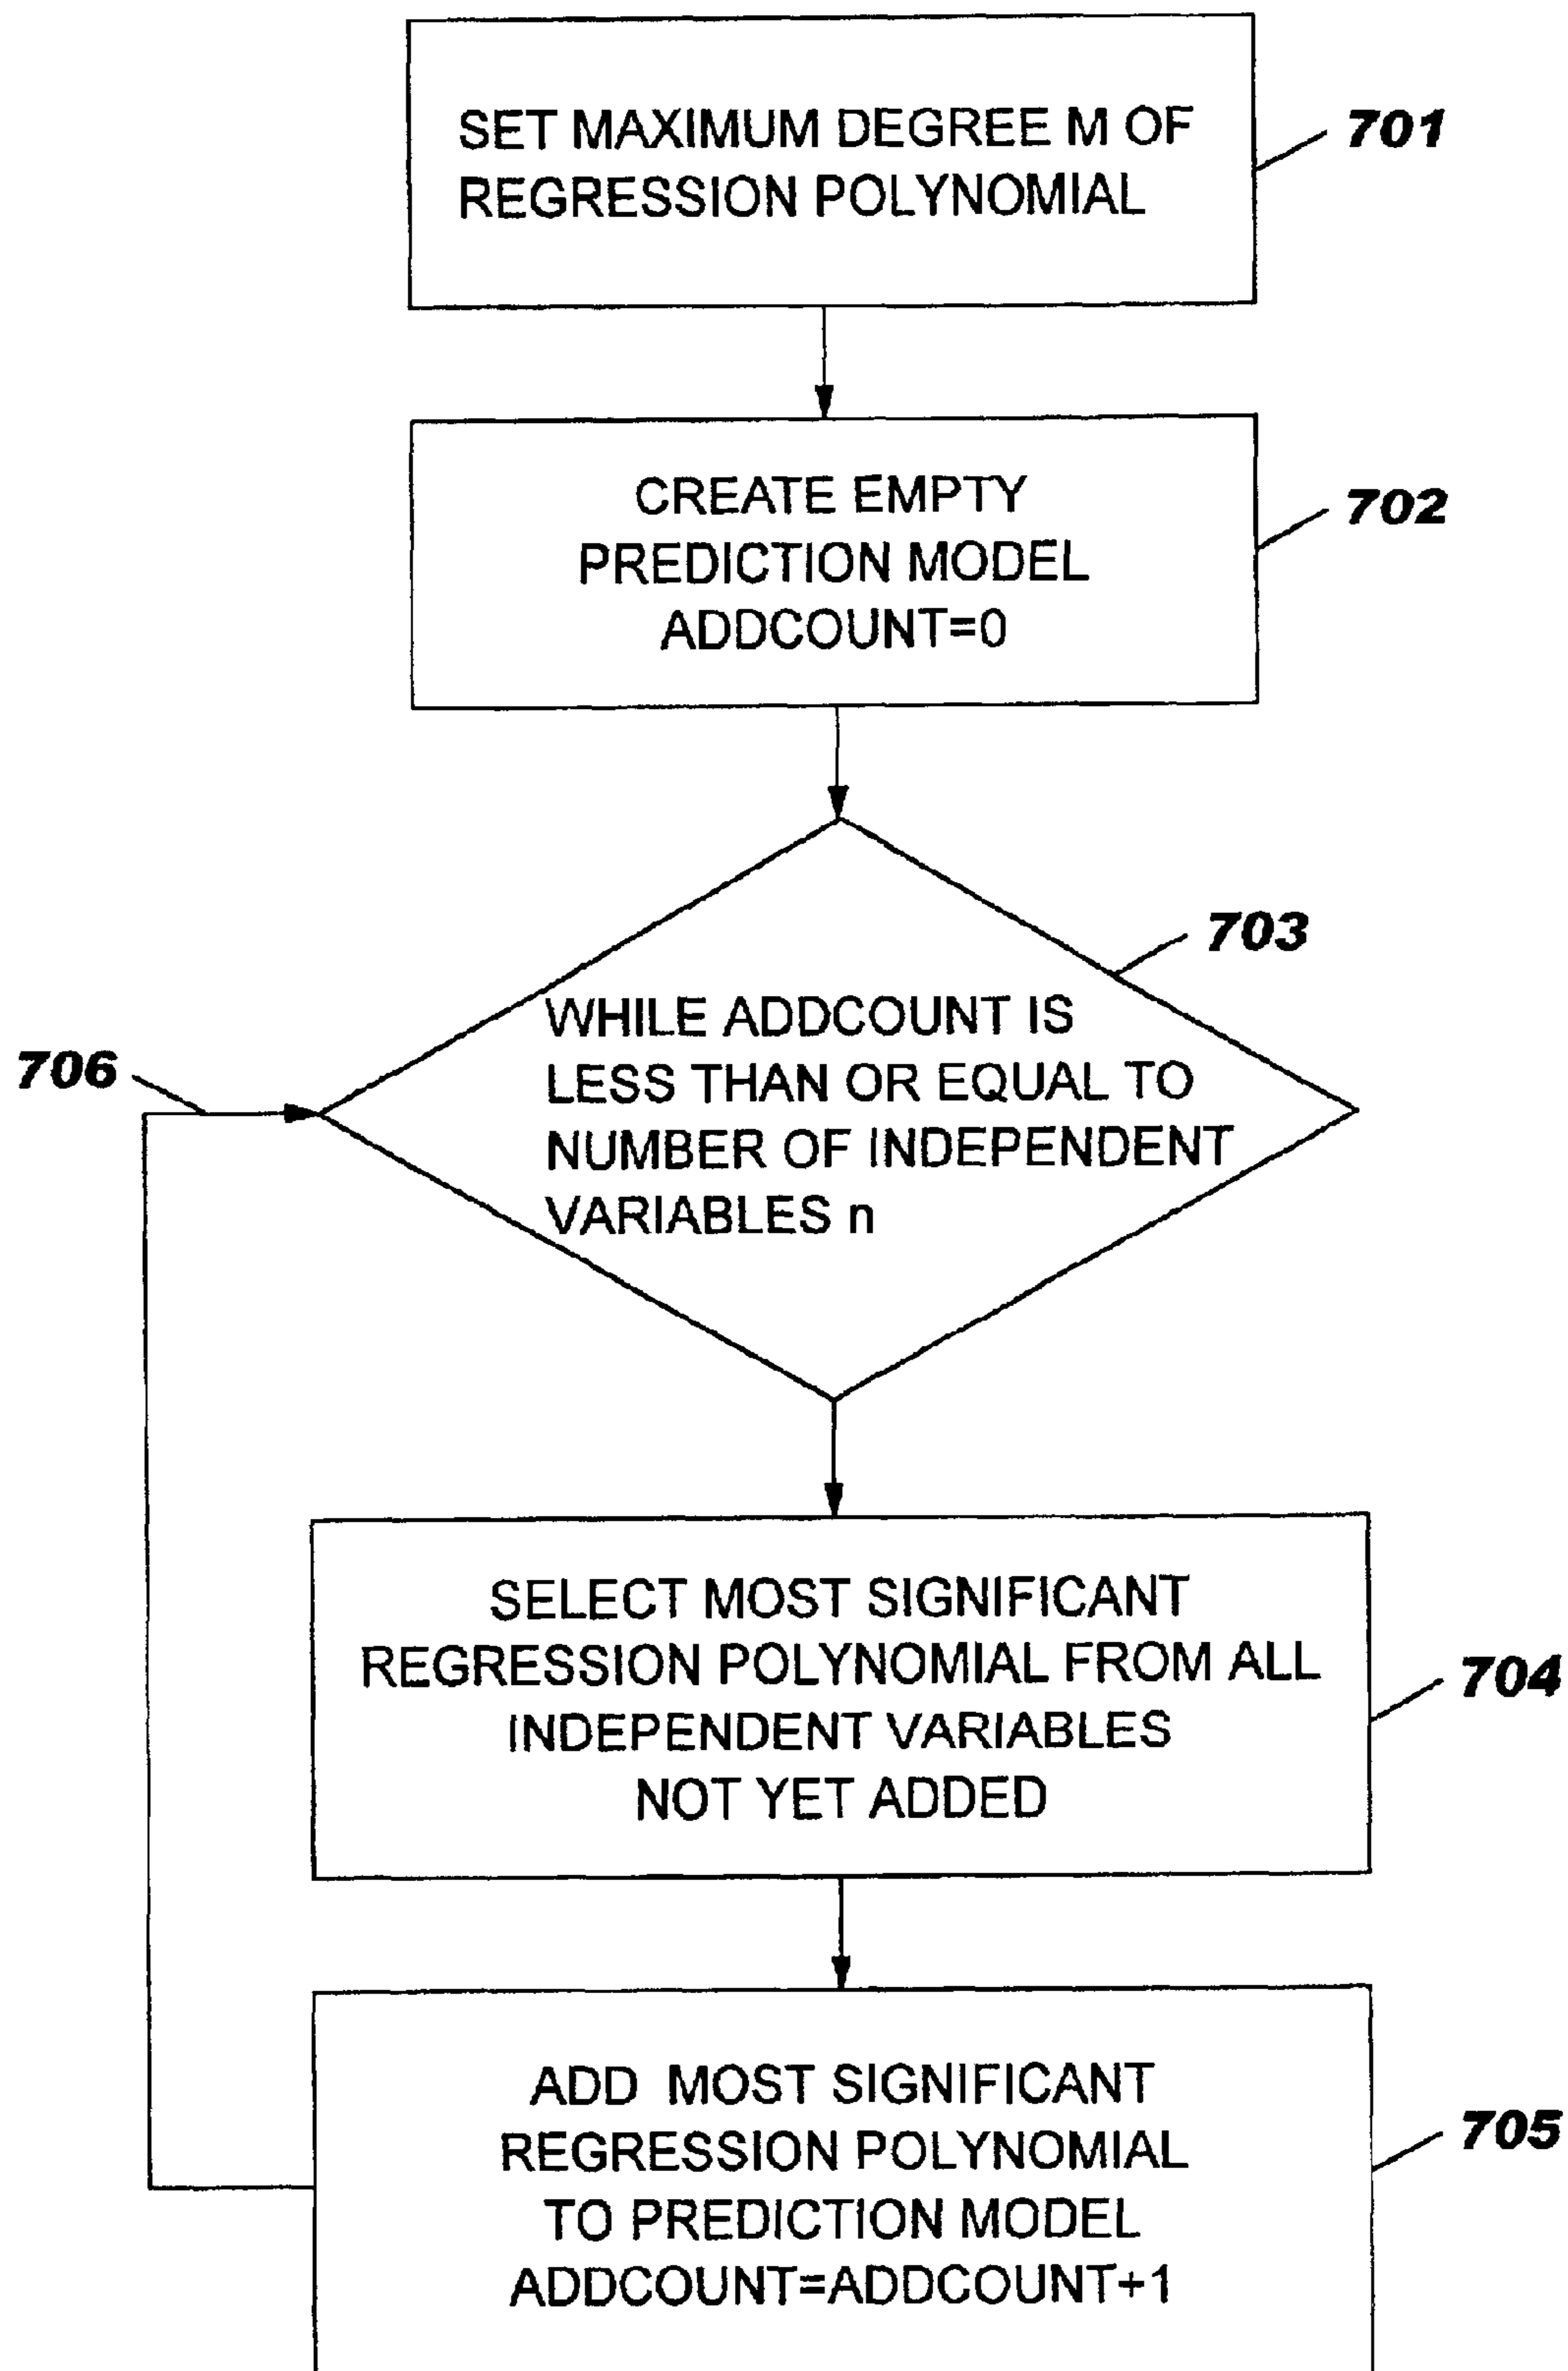 SET MAXIMUM DEGREE M OF
REGRESSION POLYNOMIAL
701
CREATE EMPTY
PREDICTION MODEL
ADDCOUNT=0
702
703
WHILE ADDCOUNT IS
LESS THAN OR EQUAL TO
NUMBER OF INDEPENDENT
VARIABLES n
706
SELECT MOST SIGNIFICANT
REGRESSION POLYNOMIAL FROM ALL
INDEPENDENT VARIABLES
NOT YET ADDED
704
ADD MOST SIGNIFICANT
REGRESSION POLYNOMIAL
TO PREDICTION MODEL
ADDCOUNT=ADDCOUNT+1
705